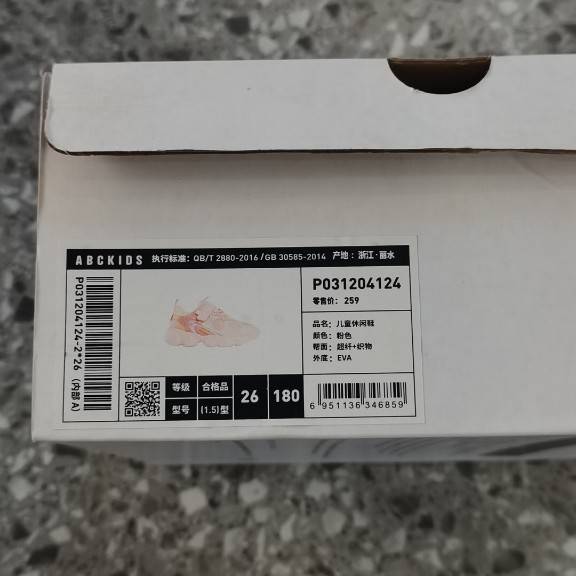 ABCKIDS 执行标准: QB/T 2880-2016 /GB 30585-2014 产地: 浙江·丽水
P031204124-2*26 (内部 A)
P031204124
零售价: 259
品名: 儿童休闲鞋
颜色: 粉色
帮面: 超纤+织物
外底: EVA
等级 合格品 26 180
型号 (1.5)型
6 951136 346859